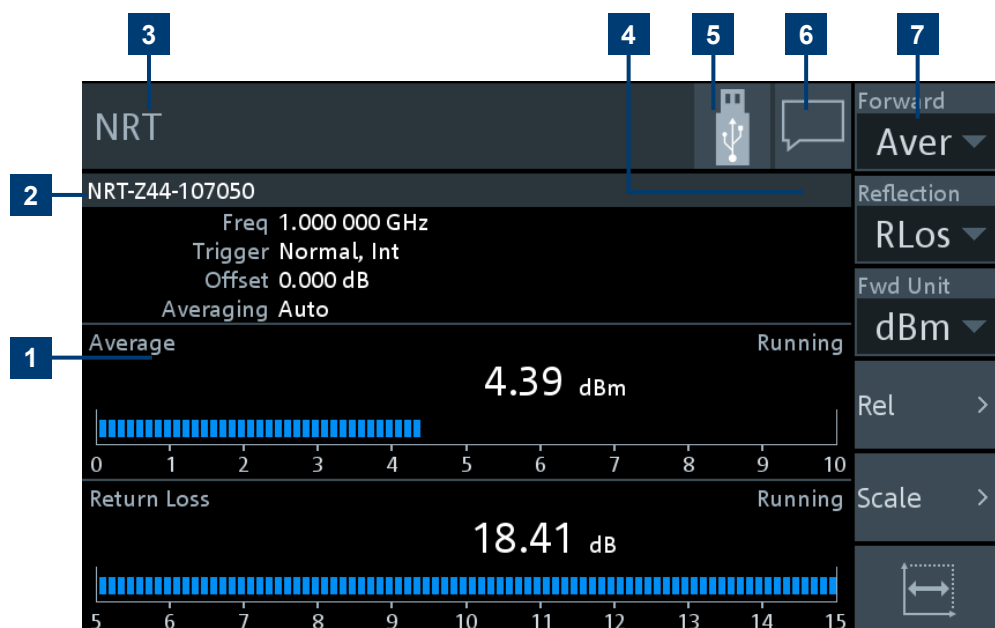 3 4 5 6 7
NRT
Forward
Aver
2
NRT-Z44-107050
Reflection
RLos
Freq 1.000 000 GHz
Trigger Normal, Int
Offset 0.000 dB
Averaging Auto
Fwd Unit
dBm
1
Average Running
4.39 dBm
0 1 2 3 4 5 6 7 8 9 10
Rel >
Return Loss Running
18.41 dB
5 6 7 8 9 10 11 12 13 14 15
Scale >